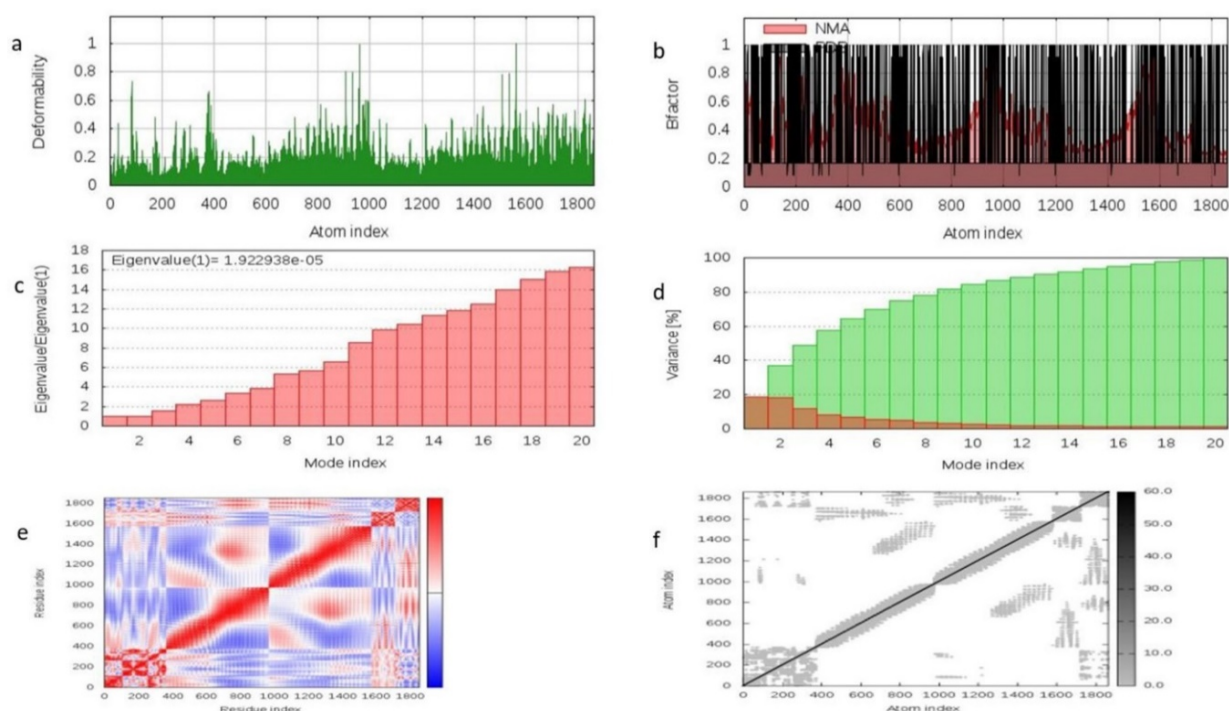 a
Deformability
1
0.8
0.6
0.4
0.2
0
0 200 400 600 800 1000 1200 1400 1600 1800
Atom index
b
NMA
Bfactor
1
0.8
0.6
0.4
0.2
0
0 200 400 600 800 1000 1200 1400 1600 1800
Atom index
c
Eigenvalue(1)= 1.922938e-05
Eigenvalue/Eigenvalue(1)
18
16
14
12
10
8
6
4
2
0
2 4 6 8 10 12 14 16 18 20
Mode index
d
Variance [%]
100
80
60
40
20
0
2 4 6 8 10 12 14 16 18 20
Mode index
e
Residue index
1800
1600
1400
1200
1000
800
600
400
200
0
0 200 400 600 800 1000 1200 1400 1600 1800
Residue index
f
Atom index
1800
1600
1400
1200
1000
800
600
400
200
0
0 200 400 600 800 1000 1200 1400 1600 1800
Atom index
60.0
50.0
40.0
30.0
20.0
10.0
0.0